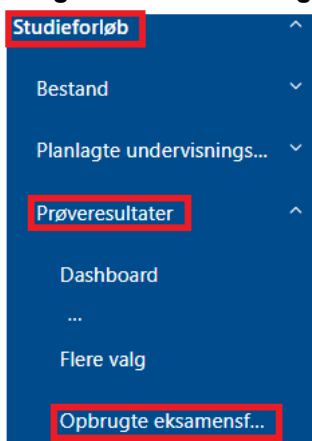 Studieforløb
Bestand
Planlagte undervisnings...
Prøveresultater
Dashboard
...
Flere valg
Opbrugte eksamensf...